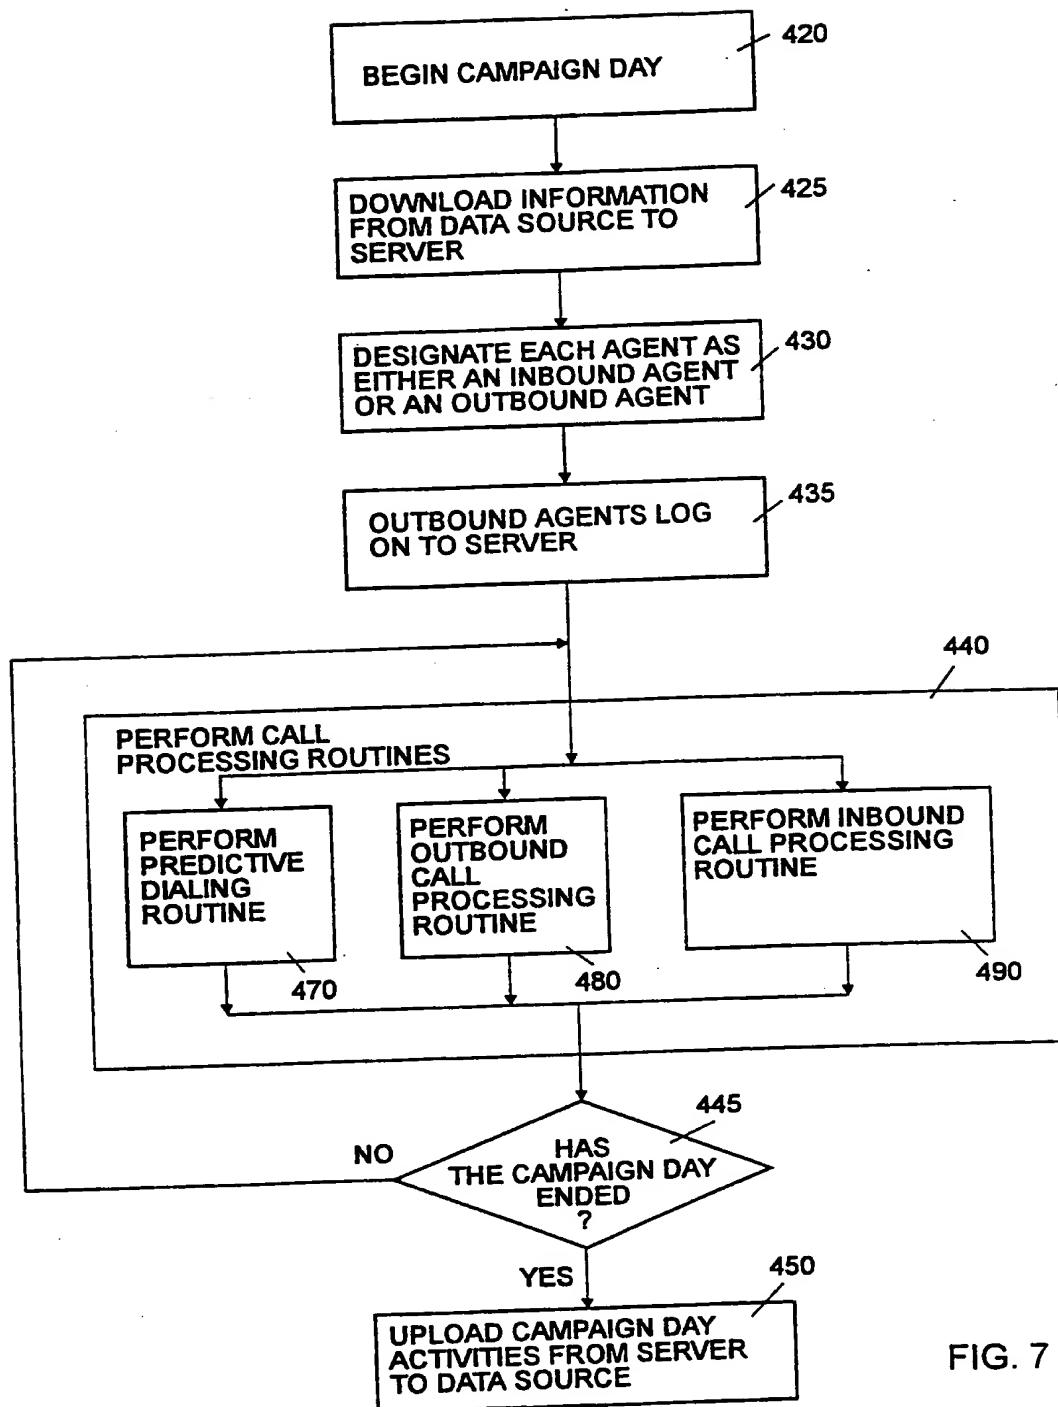 420
BEGIN CAMPAIGN DAY
425
DOWNLOAD INFORMATION
FROM DATA SOURCE TO
SERVER
430
DESIGNATE EACH AGENT AS
EITHER AN INBOUND AGENT
OR AN OUTBOUND AGENT
435
OUTBOUND AGENTS LOG
ON TO SERVER
440
PERFORM CALL
PROCESSING ROUTINES
PERFORM
PREDICTIVE
DIALING
ROUTINE
470
PERFORM
OUTBOUND
CALL
PROCESSING
ROUTINE
480
PERFORM INBOUND
CALL PROCESSING
ROUTINE
490
445
HAS
THE CAMPAIGN DAY
ENDED
?
NO
YES
450
UPLOAD CAMPAIGN DAY
ACTIVITIES FROM SERVER
TO DATA SOURCE
FIG. 7